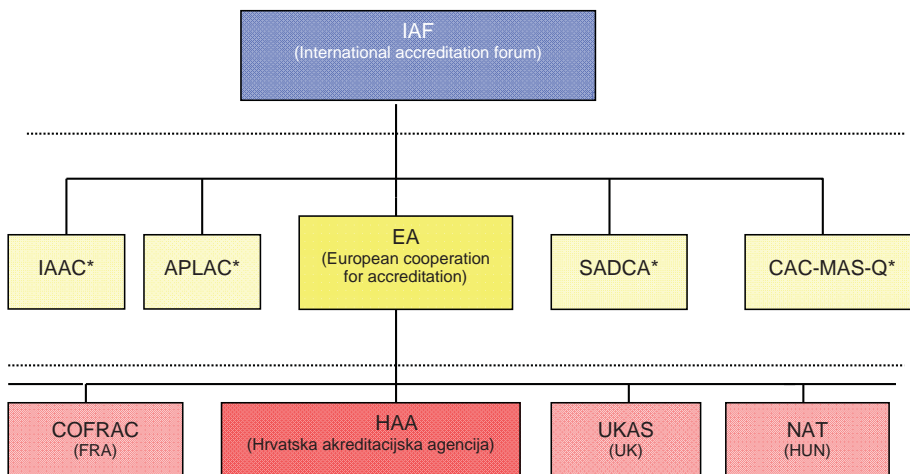 IAF
(International accreditation forum)
IAAC*
APLAC*
EA
(European cooperation
for accreditation)
SADCA*
CAC-MAS-Q*
COFRAC
(FRA)
HAA
(Hrvatska akreditacijska agencija)
UKAS
(UK)
NAT
(HUN)